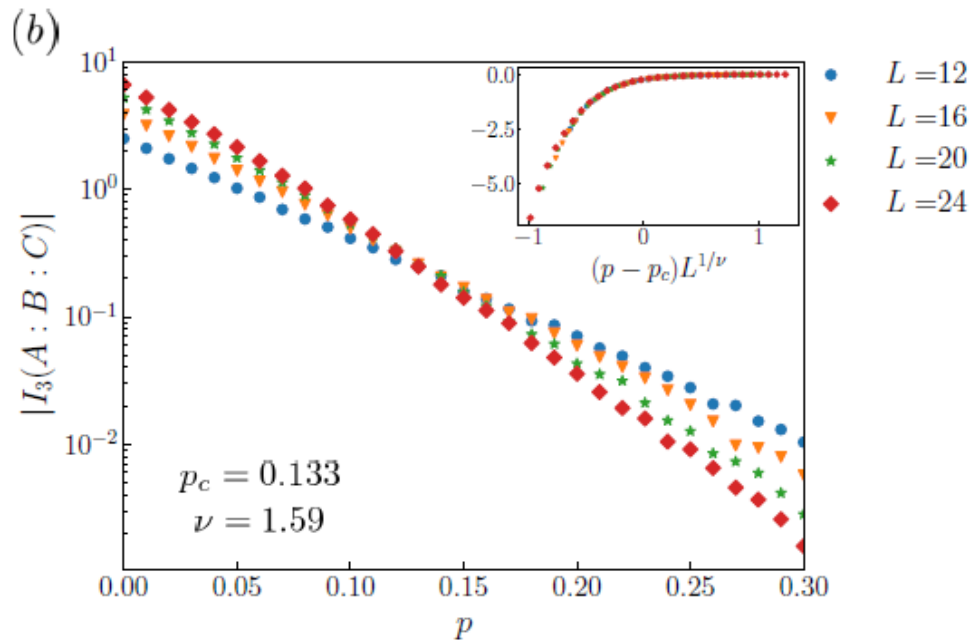 (b)
10^1
10^0
10^{-1}
10^{-2}
|I_3(A : B : C)|
0.00 0.05 0.10 0.15 0.20 0.25 0.30
p
p_c = 0.133
ν = 1.59
0.0
−2.5
−5.0
−1 0 1
(p − p_c)L^{1/ν}
L =12
L =16
L =20
L =24